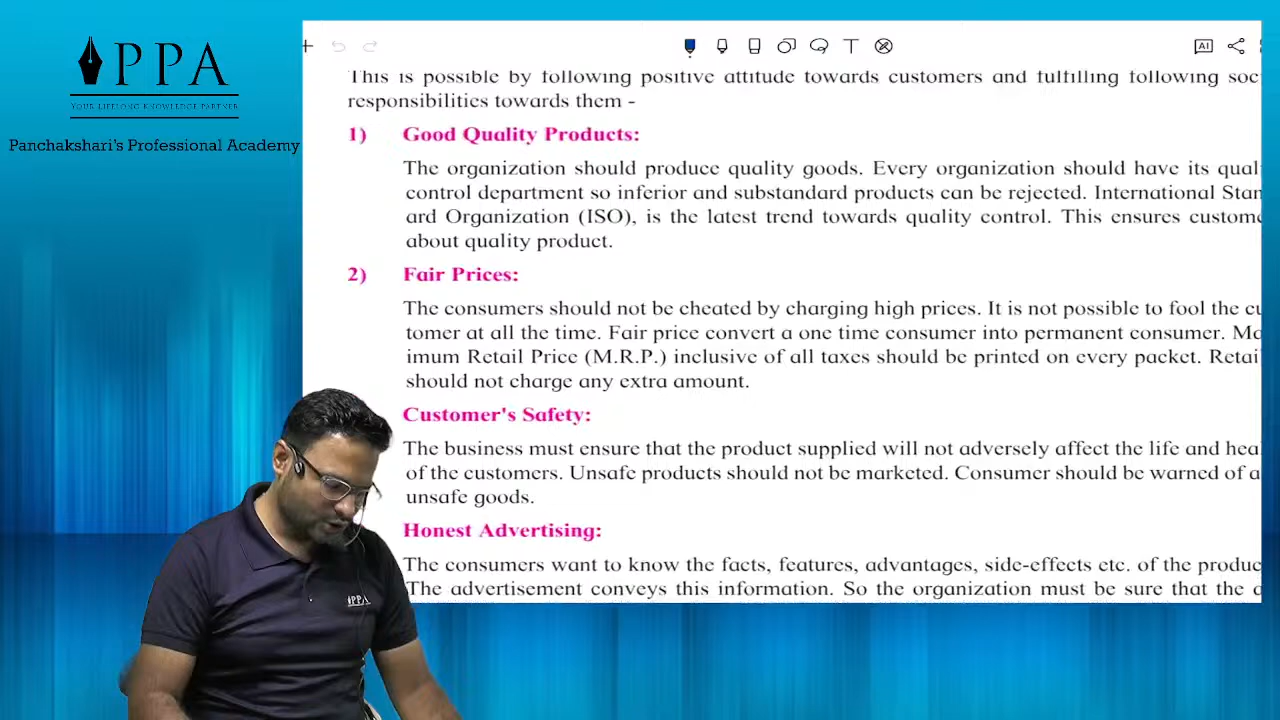 PPA
YOUR LIFELONG KNOWLEDGE PARTNER
Panchakshari's Professional Academy
AI
This is possible by following positive attitude towards customers and fulfilling following soc
responsibilities towards them -
1) Good Quality Products:
The organization should produce quality goods. Every organization should have its qual
control department so inferior and substandard products can be rejected. International Stan
ard Organization (ISO), is the latest trend towards quality control. This ensures custome
about quality product.
2) Fair Prices:
The consumers should not be cheated by charging high prices. It is not possible to fool the cu
tomer at all the time. Fair price convert a one time consumer into permanent consumer. Ma
imum Retail Price (M.R.P.) inclusive of all taxes should be printed on every packet. Retai
should not charge any extra amount.
Customer's Safety:
The business must ensure that the product supplied will not adversely affect the life and hea
of the customers. Unsafe products should not be marketed. Consumer should be warned of a
unsafe goods.
Honest Advertising:
The consumers want to know the facts, features, advantages, side-effects etc. of the produc
The advertisement conveys this information. So the organization must be sure that the a
PPA